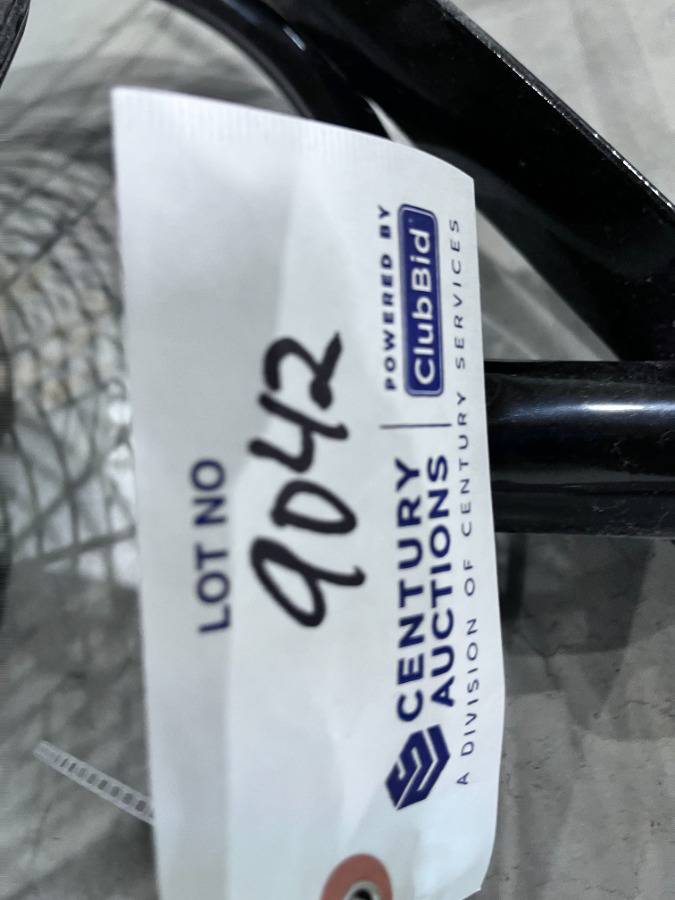 LOT NO
9042
CENTURY
AUCTIONS
POWERED BY
ClubBid
A DIVISION OF CENTURY SERVICES